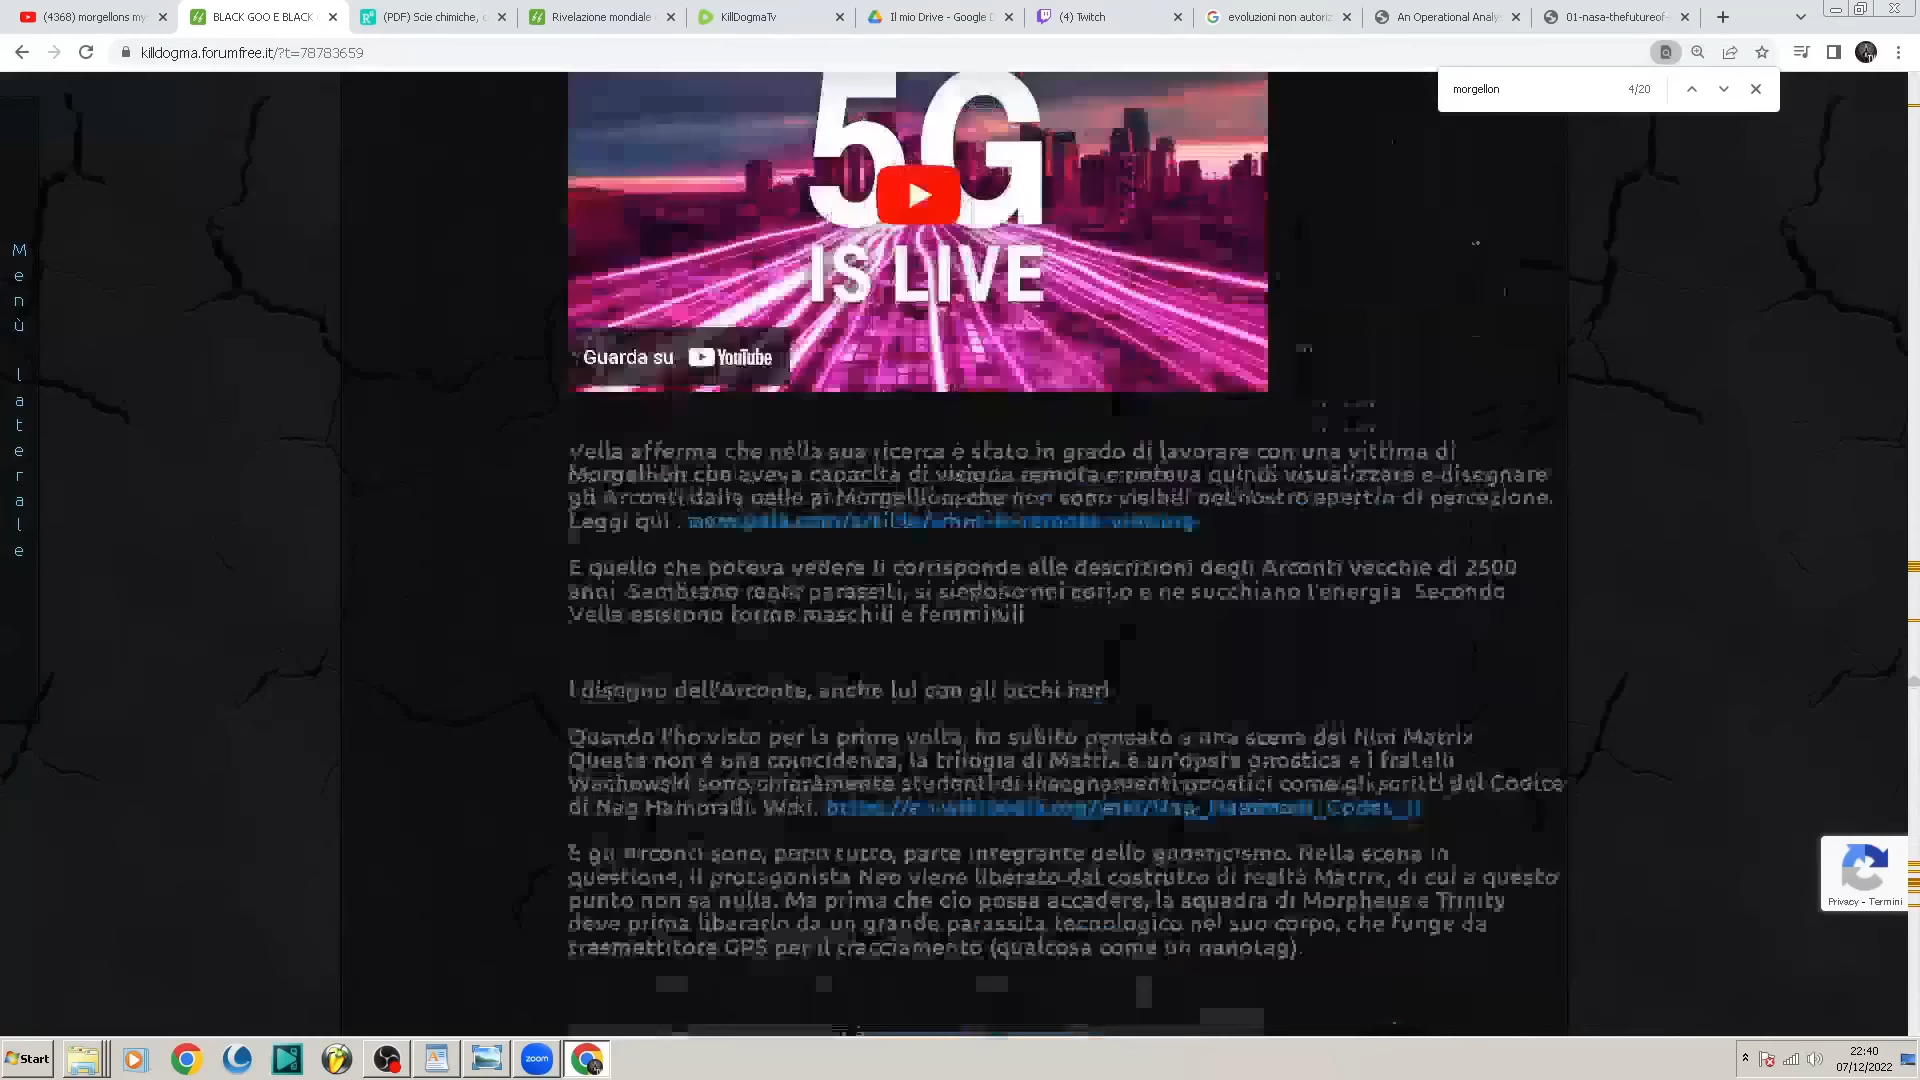 (4368) morgellons my
BLACK GOO E BLACK
(PDF) Scie chimiche, c
Rivelazione mondiale
KillDogmaTv
Il mio Drive - Google D
(4) Twitch
evoluzioni non autoriz
An Operational Analys
01-nasa-thefutureof-
killdogma.forumfree.it/?t=78783659
morgellon
4/20
Menù laterale
5G
IS LIVE
Guarda su YouTube
Vella afferma che nella sua ricerca è stato in grado di lavorare con una vittima di
che aveva capacità di visione remota e poteva quindi visualizzare e disegnare
gli Arconti dalla pelle che non sono visibili nel nostro spettro di percezione.
Leggi qui
E quello che poteva vedere lì corrisponde alle descrizioni degli Arconti vecchie di 2500
anni. Sembrano ragni parassiti, si siedono nei corpo e ne succhiano l'energia. Secondo
Vella esistono forme maschili e femminili
l disegno dell'Arconte, anche lui con gli occhi neri
Quando l'ho visto per la prima volta, ho subito pensato a una scena del film Matrix
Questa non è una coincidenza, la trilogia di Matrix è un'opera gnostica e i fratelli
Wachowski sono chiaramente studenti di insegnamenti gnostici come gli scritti del Codice
di Nag Hammadi. Wiki:
E gli Arconti sono, dopo tutto, parte integrante dello gnosticismo. Nella scena in
questione, il protagonista Neo viene liberato dal costrutto di realtà Matrix, di cui a questo
punto non sa nulla. Ma prima che ciò possa accadere, la squadra di Morpheus e Trinity
deve prima liberarlo da un grande parassita tecnologico nel suo corpo, che funge da
trasmettitore GPS per il tracciamento (qualcosa come un nanotag).
Privacy - Termini
Start
zoom
22:40
07/12/2022